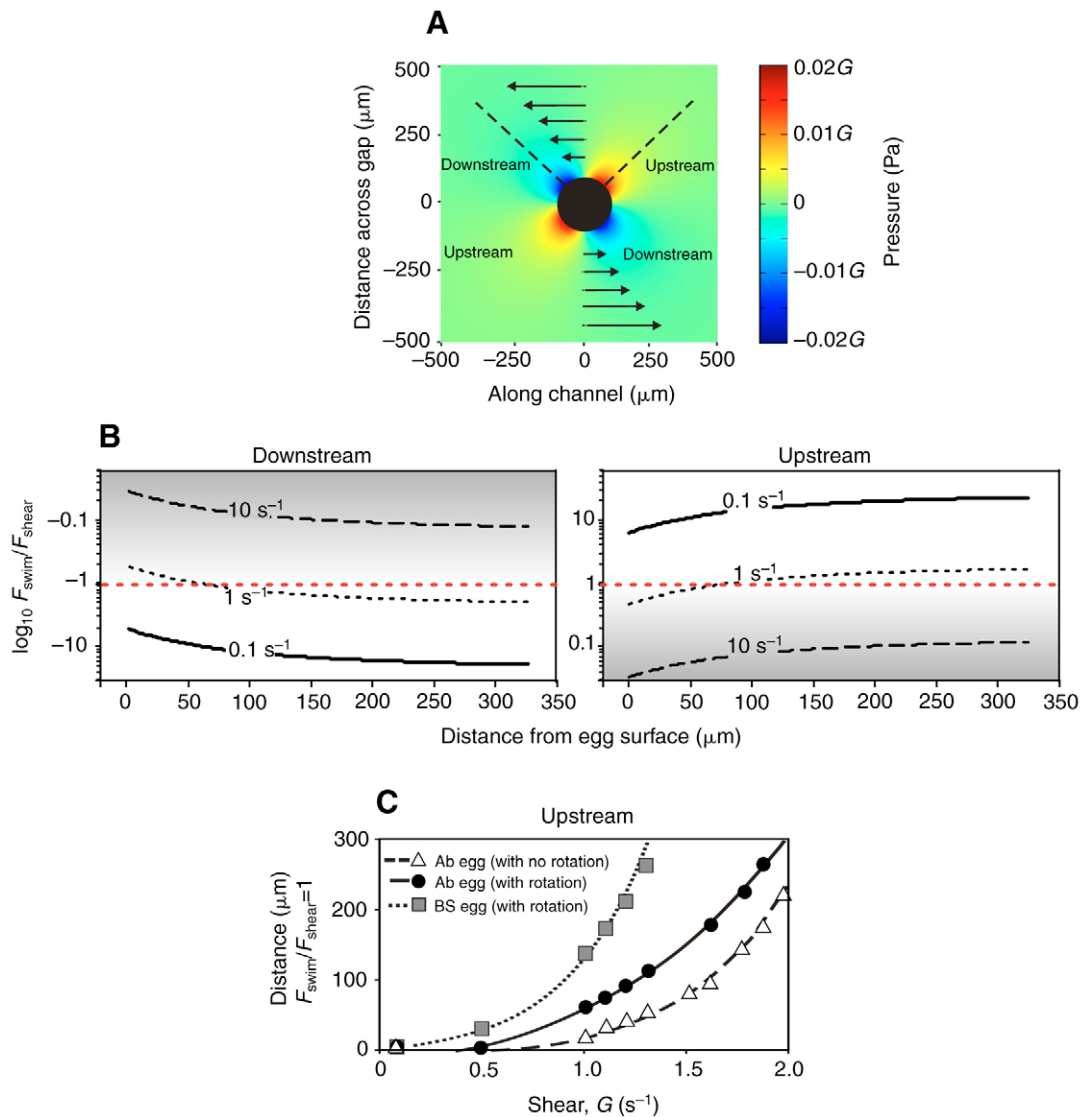 A
500
250
0
−250
−500
Distance across gap (μm)
Downstream
Upstream
Upstream
Downstream
−500
−250
0
250
500
Along channel (μm)
0.02G
0.01G
0
−0.01G
−0.02G
Pressure (Pa)
B
Downstream
Upstream
log10 Fswim/Fshear
−0.1
−1
−10
10 s−1
1 s−1
0.1 s−1
0 50 100 150 200 250 300 350
10
1
0.1
0.1 s−1
1 s−1
10 s−1
0 50 100 150 200 250 300 350
Distance from egg surface (μm)
C
Upstream
Distance (μm)
Fswim/Fshear=1
300
200
100
0
Ab egg (with no rotation)
Ab egg (with rotation)
BS egg (with rotation)
0 0.5 1.0 1.5 2.0
Shear, G (s−1)